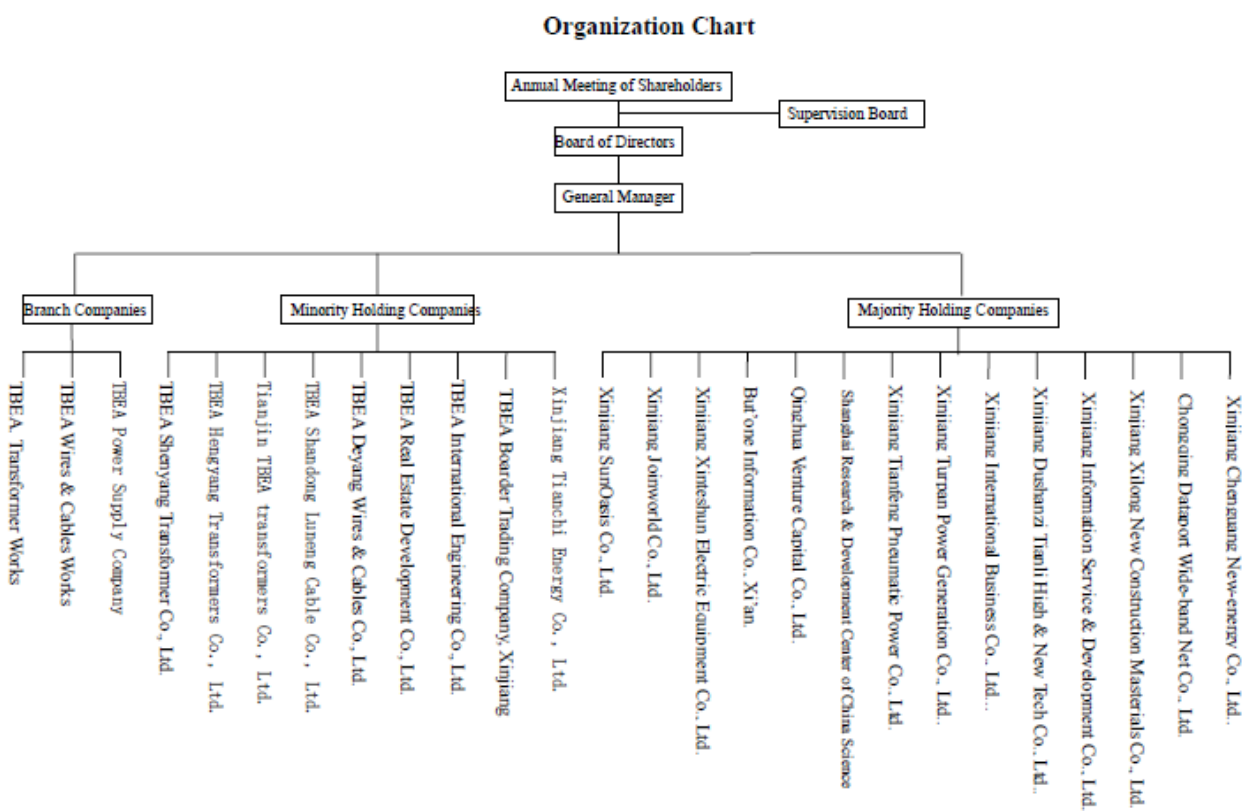 Organization Chart
Annual Meeting of Shareholders
Supervision Board
Board of Directors
General Manager
Branch Companies
Minority Holding Companies
Majority Holding Companies
TBEA. Transformer Works
TBEA Wires & Cables Works
TBEA Power Supply Company
TBEA Shenyang Transformer Co., Ltd.
TBEA Hengyang Transformers Co., Ltd.
Tianjin TBEA transformers Co., Ltd.
TBEA Shandong Luneng Cable Co., Ltd.
TBEA Deyang Wires & Cables Co., Ltd.
TBEA Real Estate Development Co., Ltd.
TBEA International Engineering Co., Ltd.
TBEA Boarder Trading Company, Xinjiang
Xinjiang Tianchi Energy Co., Ltd.
Xinjiang SunOasis Co., Ltd.
Xinjiang Joinworld Co., Ltd.
Xinjiang Xinteshun Electric Equipment Co., Ltd.
But'one Information Co., Xi'an.
Qinghua Venture Capital Co., Ltd.
Shanghai Research & Development Center of China Science
Xinjiang Tianfeng Pneumatic Power Co., Ltd.
Xinjiang Turpan Power Generation Co., Ltd..
Xinjiang International Business Co., Ltd..
Xinjiang Dushanzi Tianli High & New Tech Co., Ltd..
Xinjiang Information Service & Development Co., Ltd.
Xinjiang Xilong New Construction Masterials Co., Ltd.
Chongqing Dataport Wide-band Net Co., Ltd.
Xinjiang Chenguang New-energy Co., Ltd..